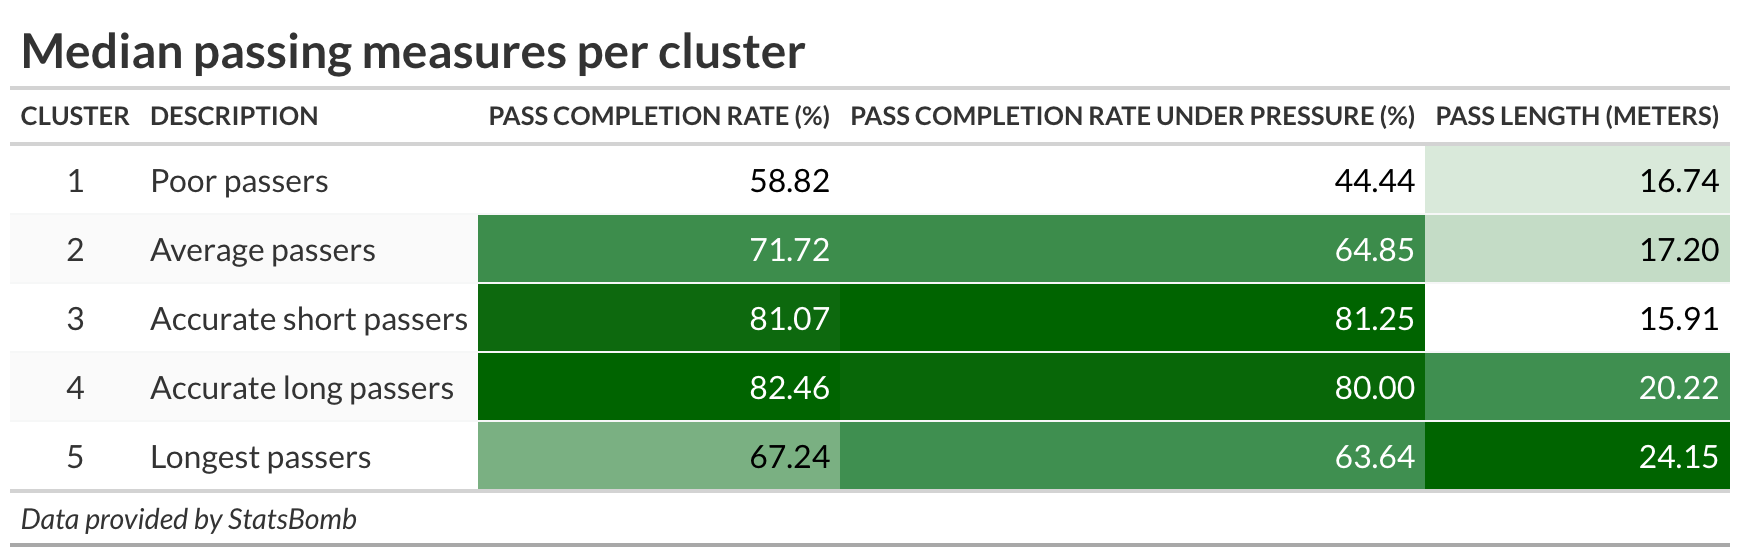 Median passing measures per cluster
CLUSTER DESCRIPTION PASS COMPLETION RATE (%) PASS COMPLETION RATE UNDER PRESSURE (%) PASS LENGTH (METERS)
1 Poor passers 58.82 44.44 16.74
2 Average passers 71.72 64.85 17.20
3 Accurate short passers 81.07 81.25 15.91
4 Accurate long passers 82.46 80.00 20.22
5 Longest passers 67.24 63.64 24.15
Data provided by StatsBomb